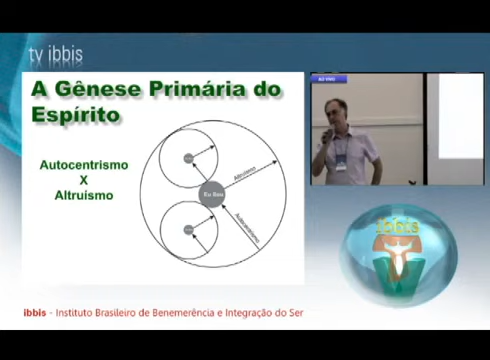 tv ibbis
A Gênese Primária do
Espírito
Autocentrismo
X
Altruísmo
Eu Sou
Altruísmo
Autocentrismo
AO VIVO
ibbis
ibbis - Instituto Brasileiro de Benemerência e Integração do Ser